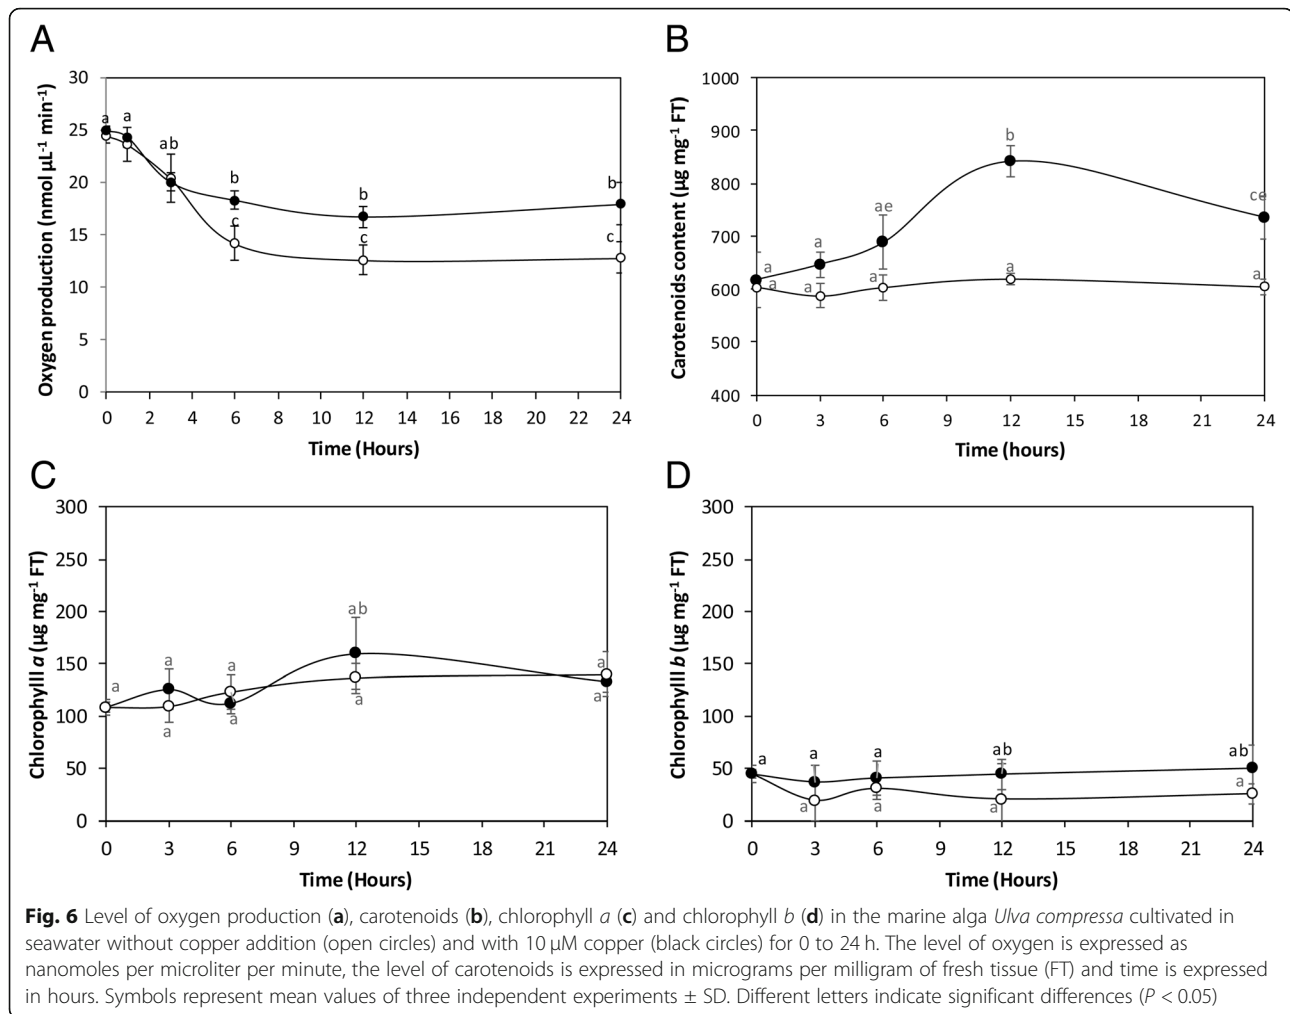 A
30
25
20
15
10
5
0
Oxygen production (nmol µL⁻¹ min⁻¹)
a
a
ab
b
b
b
c
c
c
0 2 4 6 8 10 12 14 16 18 20 22 24
Time (Hours)
B
1000
900
800
700
600
500
400
Carotenoids content (µg mg⁻¹ FT)
a
a
ae
b
ce
a
a
a
a
a
0 3 6 9 12 15 18 21 24
Time (hours)
C
300
250
200
150
100
50
0
Chlorophylll a (µg mg⁻¹ FT)
a
a
a
ab
a
a
a
a
a
0 3 6 9 12 15 18 21 24
Time (Hours)
D
300
250
200
150
100
50
0
Chlorophylll b (µg mg⁻¹ FT)
a
a
a
ab
ab
a
a
a
a
0 3 6 9 12 15 18 21 24
Time (Hours)
Fig. 6 Level of oxygen production (a), carotenoids (b), chlorophyll a (c) and chlorophyll b (d) in the marine alga Ulva compressa cultivated in
seawater without copper addition (open circles) and with 10 µM copper (black circles) for 0 to 24 h. The level of oxygen is expressed as
nanomoles per microliter per minute, the level of carotenoids is expressed in micrograms per milligram of fresh tissue (FT) and time is expressed
in hours. Symbols represent mean values of three independent experiments ± SD. Different letters indicate significant differences (P < 0.05)